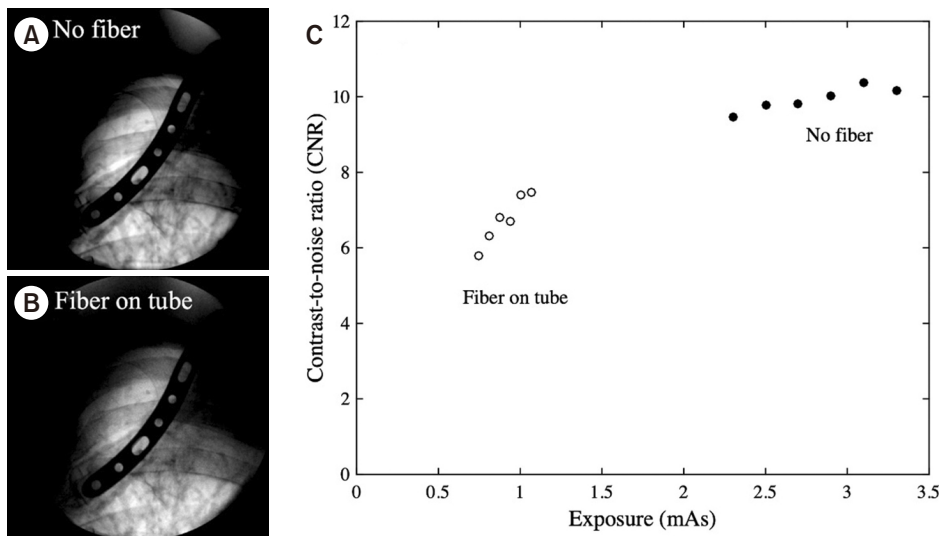 A No fiber
B Fiber on tube
C
Contrast-to-noise ratio (CNR)
12
10
8
6
4
2
0
No fiber
Fiber on tube
0 0.5 1 1.5 2 2.5 3 3.5
Exposure (mAs)